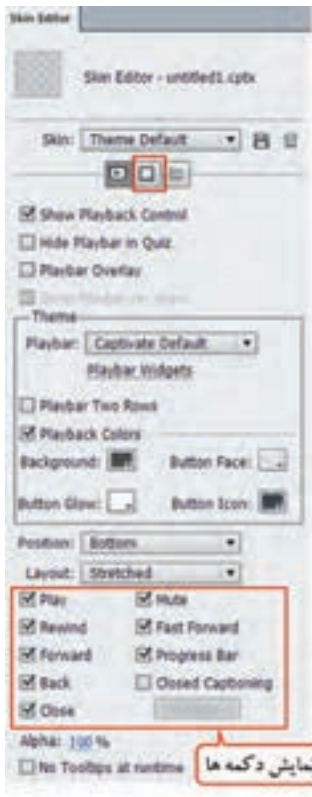 Skin Editor
Skin Editor - untitled1.cptx
Skin: Theme Default
Show Playback Control
Hide Playbar in Quiz
Playbar Overlay
Theme
Playbar: Captivate Default
Playbar Widgets
Playbar Two Rows
Playback Colors
Background: Button Face:
Button Glow: Button Icon:
Position: Bottom
Layout: Stretched
Play Mute
Rewind Fast Forward
Forward Progress Bar
Back Closed Captioning
Close
Alpha: 100 %
No Tooltips at runtime
نمایش دکمه ها